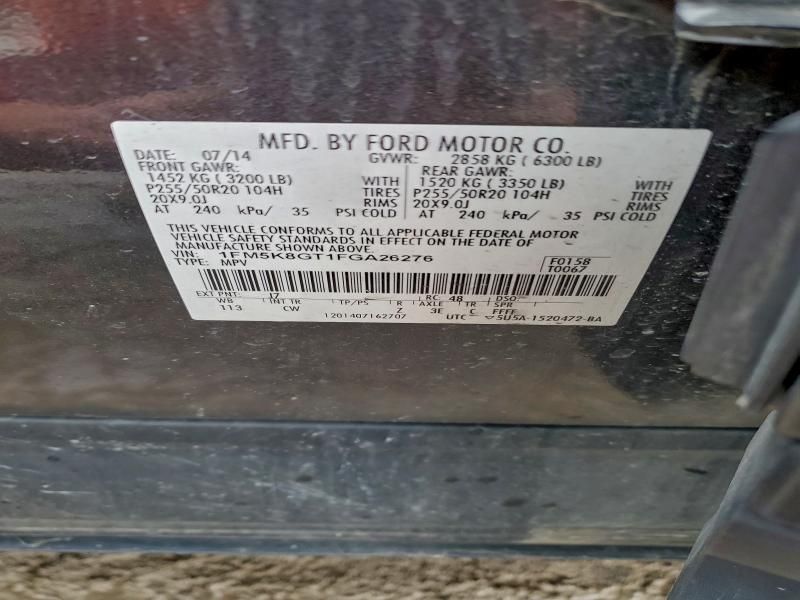 MFD. BY FORD MOTOR CO.
DATE: 07/14 GVWR: 2858 KG ( 6300 LB)
FRONT GAWR: REAR GAWR:
1452 KG ( 3200 LB) WITH 1520 KG ( 3350 LB) WITH
P255/50R20 104H TIRES P255/50R20 104H TIRES
20X9.0J RIMS 20X9.0J RIMS
AT 240 kPa/ 35 PSI COLD AT 240 kPa/ 35 PSI COLD
THIS VEHICLE CONFORMS TO ALL APPLICABLE FEDERAL MOTOR
VEHICLE SAFETY STANDARDS IN EFFECT ON THE DATE OF
MANUFACTURE SHOWN ABOVE.
VIN: 1FM5K8GT1FGA26276 F015B
TYPE: MPV T0067
EXT PNT: J7 RC: 48 DSO:
WB INT TR TP/PS R AXLE TR SPR
113 CW Z 3E C FFFF
1201407162707 UTC 5U5A-1520472-BA